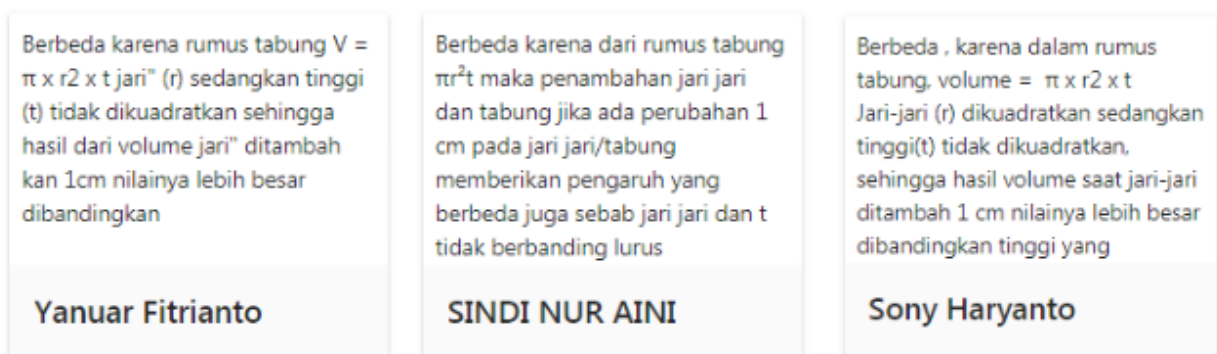 Berbeda karena rumus tabung V =
π x r2 x t jari" (r) sedangkan tinggi
(t) tidak dikuadratkan sehingga
hasil dari volume jari" ditambah
kan 1cm nilainya lebih besar
dibandingkan
Yanuar Fitrianto
Berbeda karena dari rumus tabung
πr²t maka penambahan jari jari
dan tabung jika ada perubahan 1
cm pada jari jari/tabung
memberikan pengaruh yang
berbeda juga sebab jari jari dan t
tidak berbanding lurus
SINDI NUR AINI
Berbeda , karena dalam rumus
tabung, volume =  π x r2 x t
Jari-jari (r) dikuadratkan sedangkan
tinggi(t) tidak dikuadratkan,
sehingga hasil volume saat jari-jari
ditambah 1 cm nilainya lebih besar
dibandingkan tinggi yang
Sony Haryanto